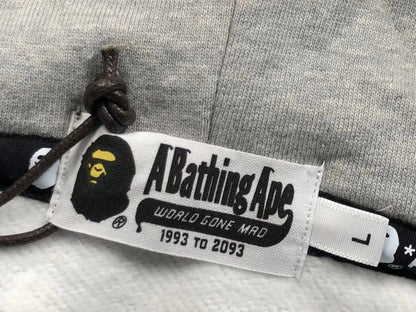 A Bathing Ape
WORLD GONE MAD
®
1993 TO 2093
L
®
*A